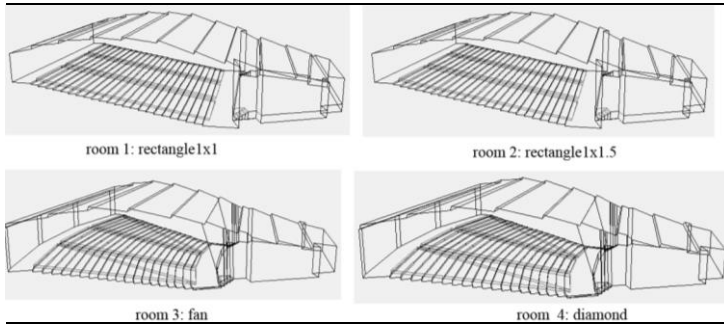 room 1: rectangle1x1
room 2: rectangle1x1.5
room 3: fan
room 4: diamond